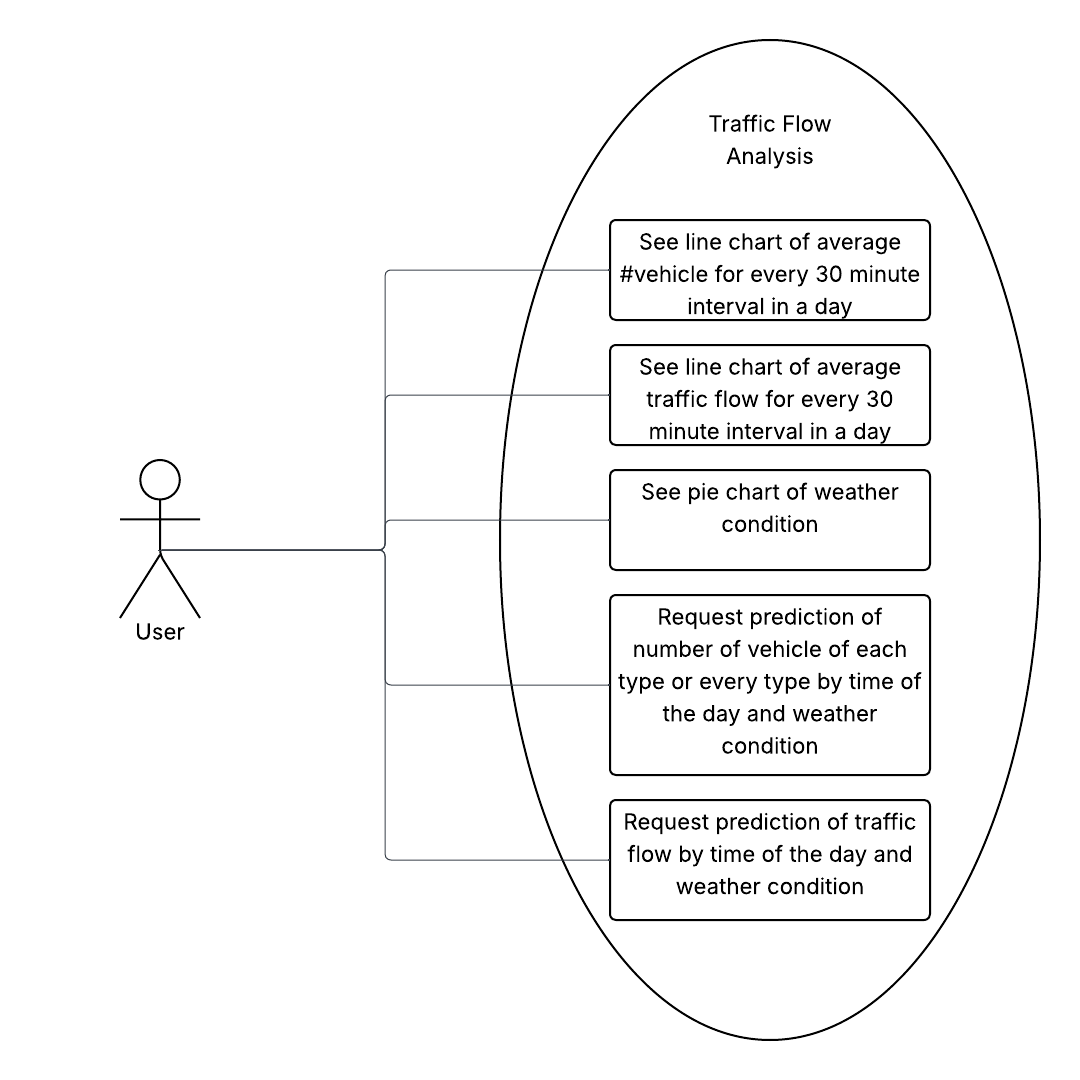 Traffic Flow
Analysis
See line chart of average
#vehicle for every 30 minute
interval in a day
See line chart of average
traffic flow for every 30
minute interval in a day
See pie chart of weather
condition
User
Request prediction of
number of vehicle of each
type or every type by time of
the day and weather
condition
Request prediction of traffic
flow by time of the day and
weather condition